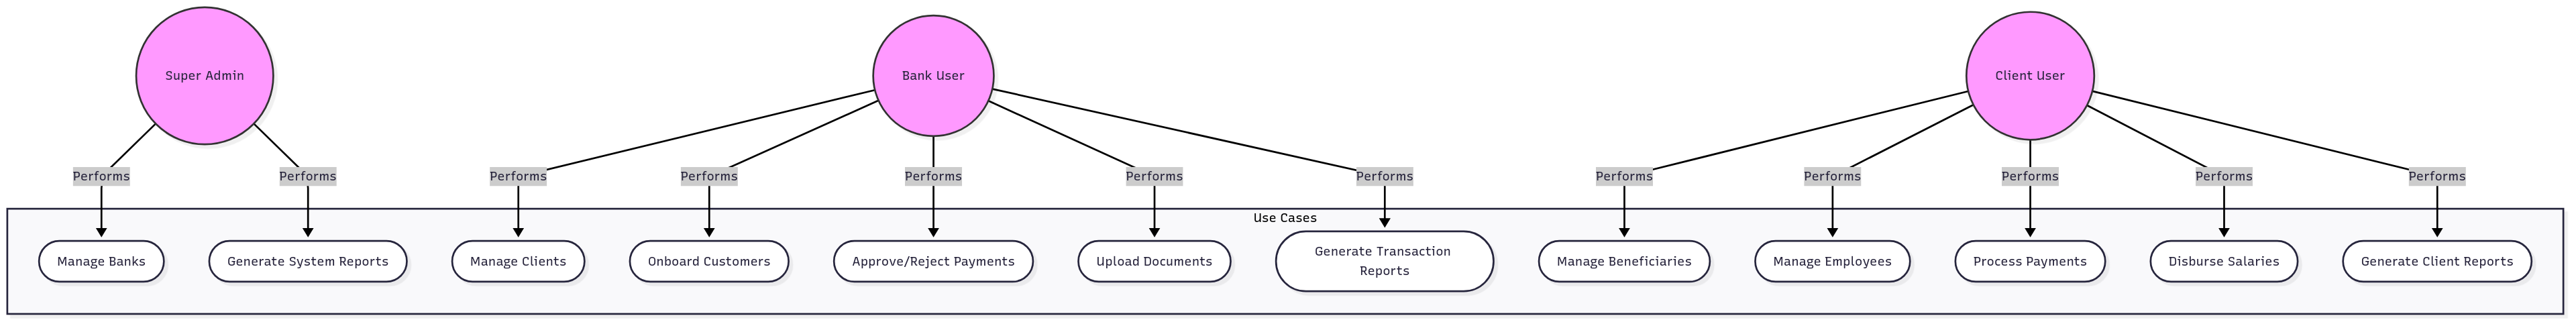 Super Admin
Bank User
Client User
Performs
Performs
Performs
Performs
Performs
Performs
Performs
Performs
Performs
Performs
Performs
Performs
Use Cases
Manage Banks
Generate System Reports
Manage Clients
Onboard Customers
Approve/Reject Payments
Upload Documents
Generate Transaction
Reports
Manage Beneficiaries
Manage Employees
Process Payments
Disburse Salaries
Generate Client Reports